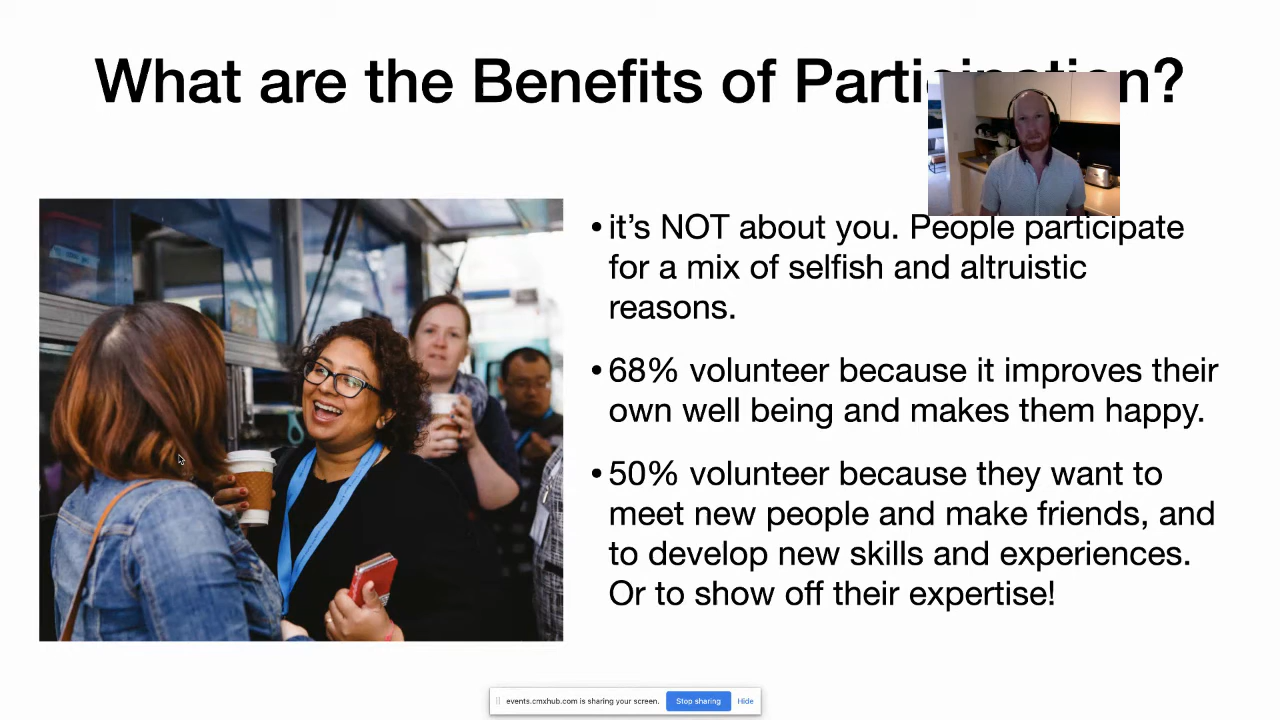 What are the Benefits of Partici   n?
• it’s NOT about you. People participate
for a mix of selfish and altruistic
reasons.
• 68% volunteer because it improves their
own well being and makes them happy.
• 50% volunteer because they want to
meet new people and make friends, and
to develop new skills and experiences.
Or to show off their expertise!
events.cmxhub.com is sharing your screen. Stop sharing Hide